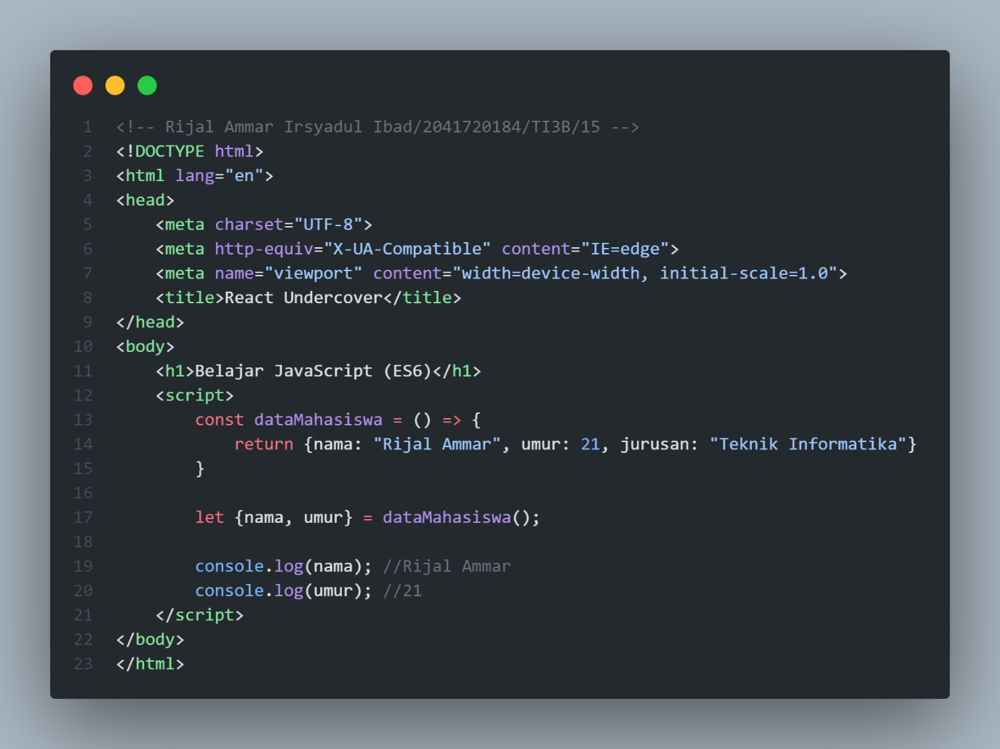 1 <!-- Rijal Ammar Irsyadul Ibad/2041720184/TI3B/15 -->
2 <!DOCTYPE html>
3 <html lang="en">
4 <head>
5     <meta charset="UTF-8">
6     <meta http-equiv="X-UA-Compatible" content="IE=edge">
7     <meta name="viewport" content="width=device-width, initial-scale=1.0">
8     <title>React Undercover</title>
9 </head>
10 <body>
11     <h1>Belajar JavaScript (ES6)</h1>
12     <script>
13         const dataMahasiswa = () => {
14             return {nama: "Rijal Ammar", umur: 21, jurusan: "Teknik Informatika"}
15         }
16
17         let {nama, umur} = dataMahasiswa();
18
19         console.log(nama); //Rijal Ammar
20         console.log(umur); //21
21     </script>
22 </body>
23 </html>